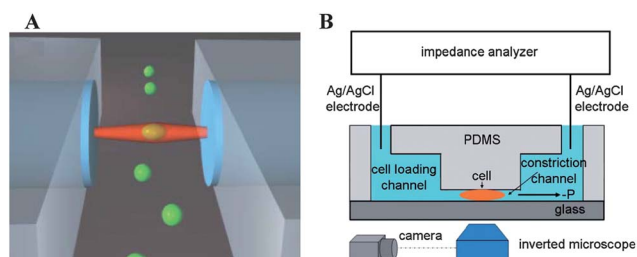 A
B
impedance analyzer
Ag/AgCl
electrode
Ag/AgCl
electrode
PDMS
cell loading
channel
cell
constriction
channel
-P
glass
camera
inverted microscope